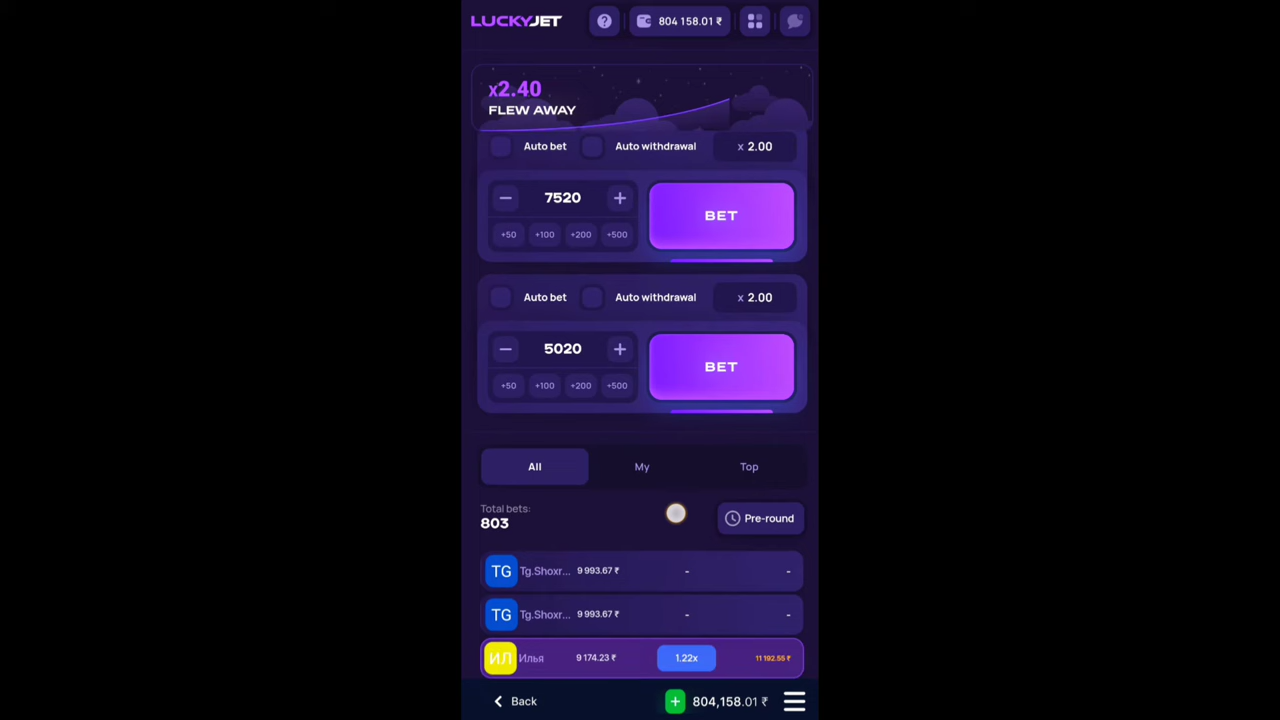 LUCKYJET
?
804 158.01 ₹
x2.40
FLEW AWAY
Auto bet
Auto withdrawal
x 2.00
− 7520 +
+50 +100 +200 +500
BET
Auto bet
Auto withdrawal
x 2.00
− 5020 +
+50 +100 +200 +500
BET
All
My
Top
Total bets:
803
Pre-round
TG Tg.Shoxr... 9 993.67 ₹ - -
TG Tg.Shoxr... 9 993.67 ₹ - -
ИЛ Илья 9 174.23 ₹ 1.22x 11 192.55 ₹
Back
+ 804,158.01 ₹